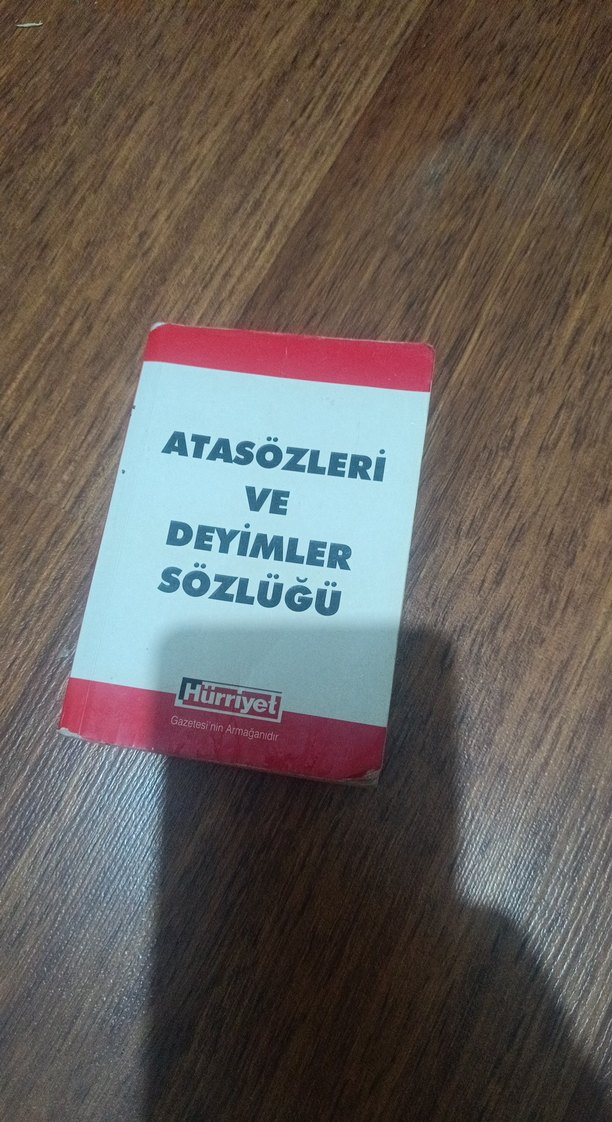 ATASÖZLERİ
VE
DEYİMLER
SÖZLÜĞÜ
Hürriyet
Gazetesi'nin Armağanıdır